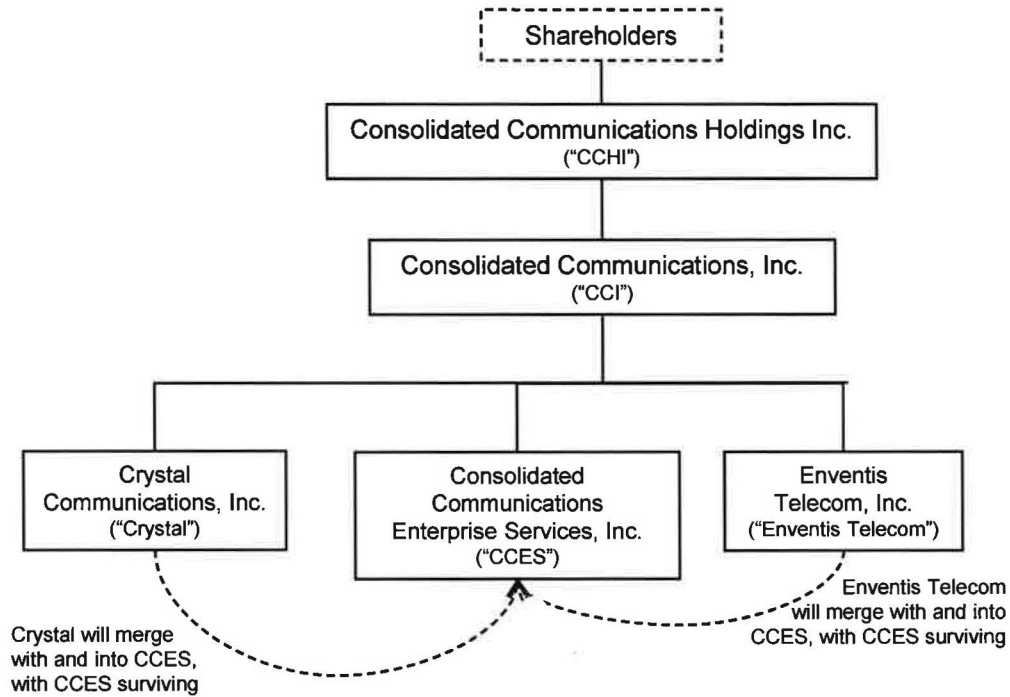 Shareholders
Consolidated Communications Holdings Inc.
("CCHI")
Consolidated Communications, Inc.
("CCI")
Crystal
Communications, Inc.
("Crystal")
Consolidated
Communications
Enterprise Services, Inc.
("CCES")
Enventis
Telecom, Inc.
("Enventis Telecom")
Crystal will merge
with and into CCES,
with CCES surviving
Enventis Telecom
will merge with and into
CCES, with CCES surviving